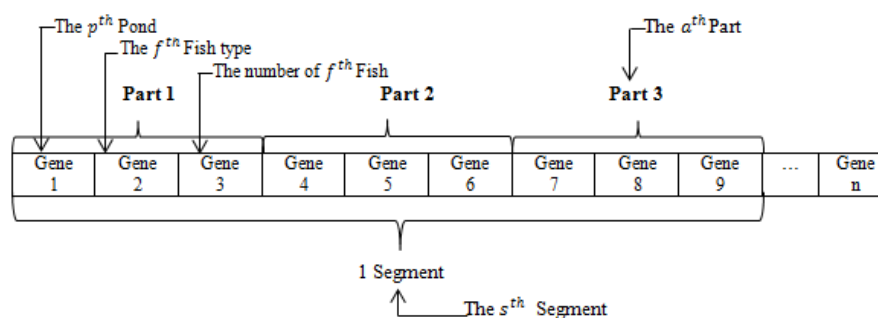 The p^th Pond
The a^th Part
The f^th Fish type
The number of f^th Fish
Part 1 Part 2 Part 3
Gene 1 Gene 2 Gene 3 Gene 4 Gene 5 Gene 6 Gene 7 Gene 8 Gene 9 ... Gene n
1 Segment
The s^th Segment